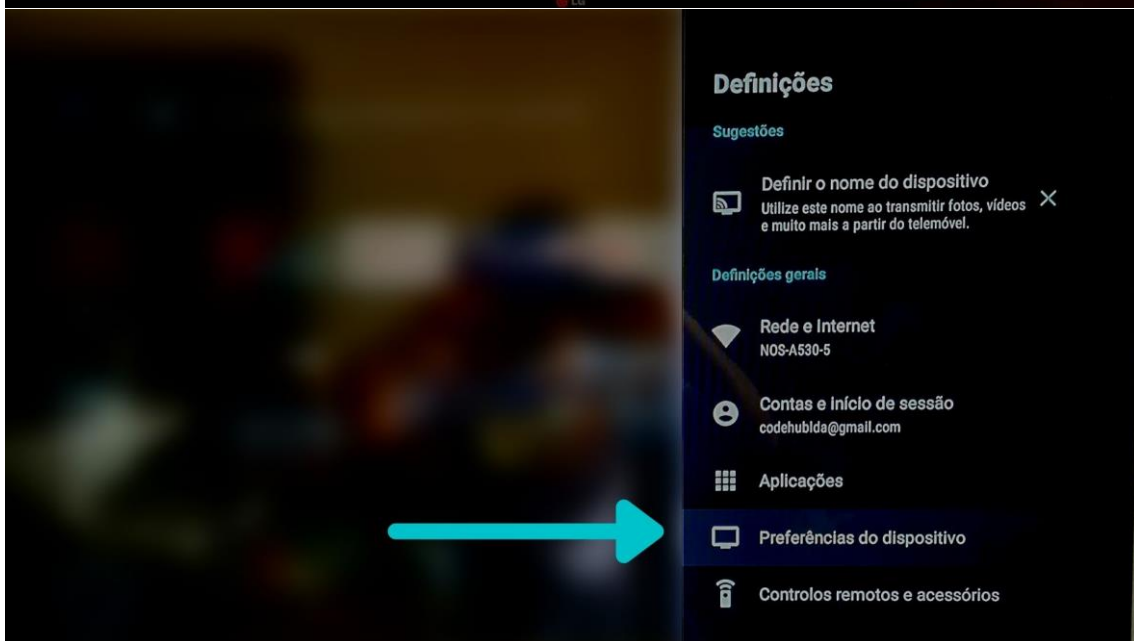 LG
Definições
Sugestões
Definir o nome do dispositivo
Utilize este nome ao transmitir fotos, vídeos
e muito mais a partir do telemóvel.
Definições gerais
Rede e Internet
NOS-A530-5
Contas e início de sessão
codehublda@gmail.com
Aplicações
Preferências do dispositivo
Controlos remotos e acessórios